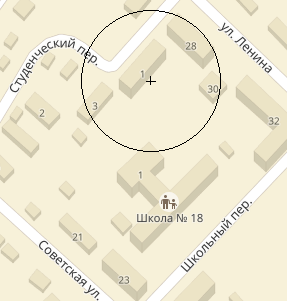 ул. Ленина
Студенческий пер.
28
1
30
3
2
32
1
Школа № 18
Школьный пер.
21
Советская ул.
23